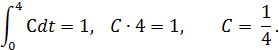 ∫₀⁴ Cdt = 1,   C · 4 = 1,   C = 1/4.